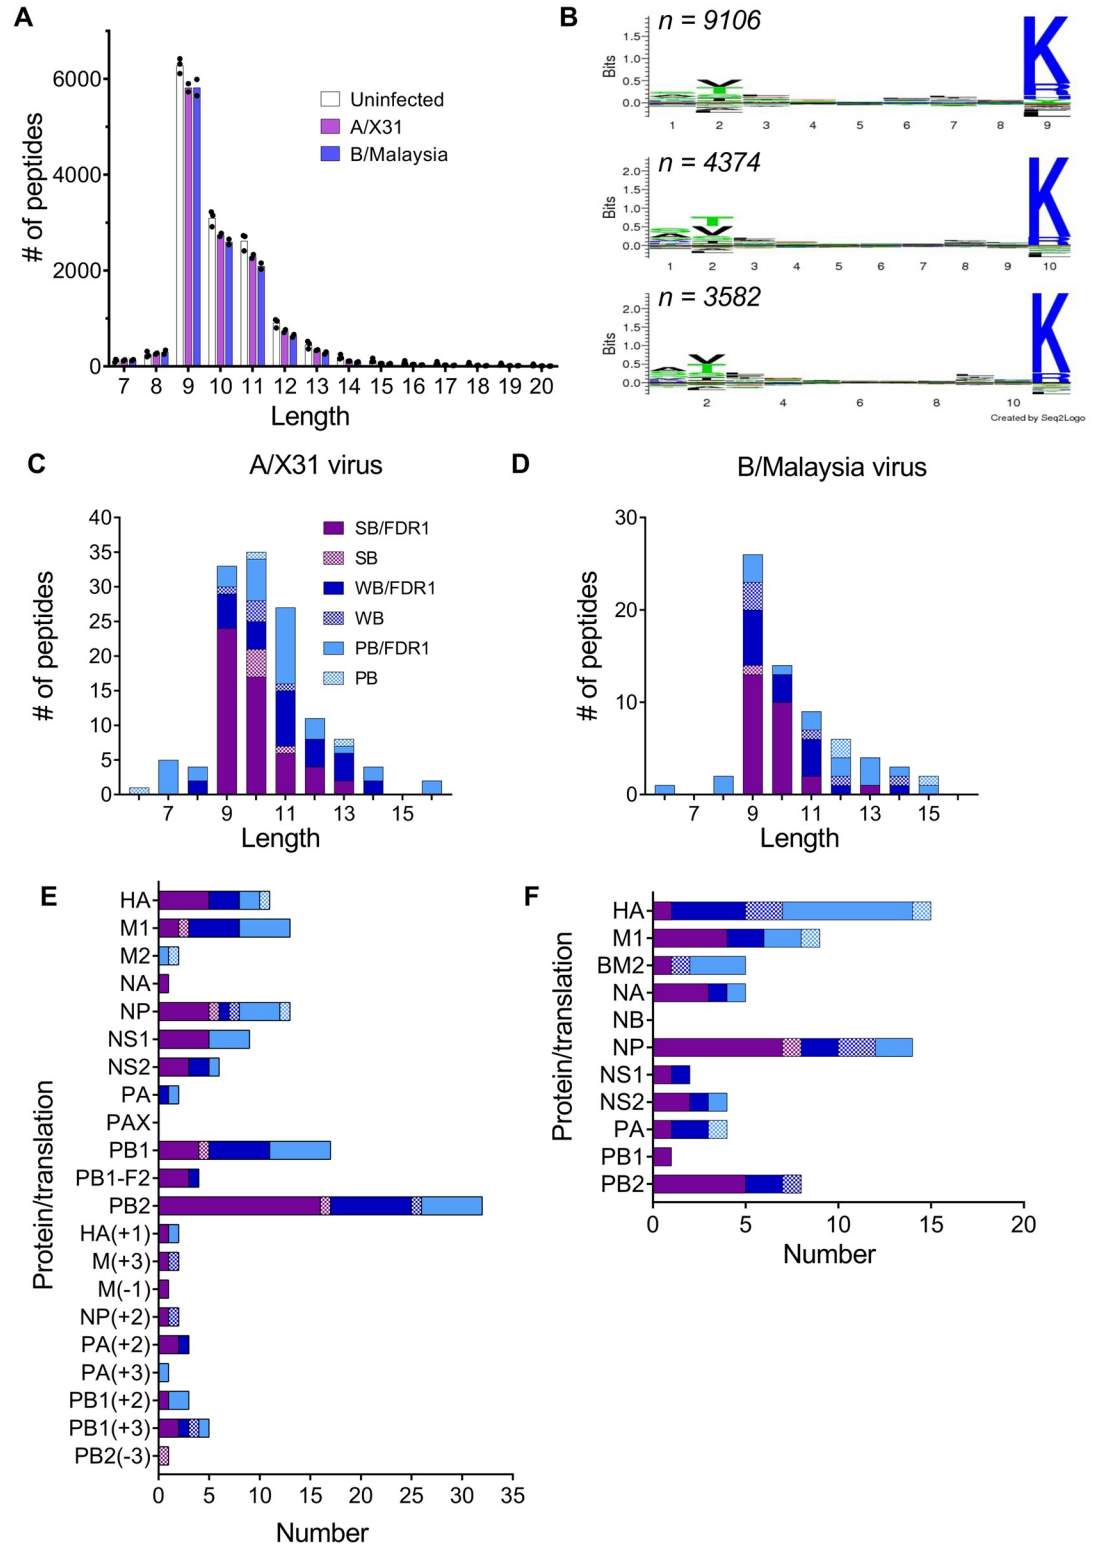 A
# of peptides
6000
4000
2000
0
7 8 9 10 11 12 13 14 15 16 17 18 19 20
Length
Uninfected
A/X31
B/Malaysia
B
n = 9106
Bits
1.5
1.0
0.5
0.0
K
1 2 3 4 5 6 7 8 9
n = 4374
Bits
2.0
1.5
1.0
0.5
0.0
K
1 2 3 4 5 6 7 8 9 10
n = 3582
Bits
2.0
1.5
1.0
0.5
0.0
K
2 4 6 8 10
Created by Seq2Logo
C
A/X31 virus
# of peptides
40
35
30
25
20
15
10
5
0
7 9 11 13 15
Length
SB/FDR1
SB
WB/FDR1
WB
PB/FDR1
PB
D
B/Malaysia virus
# of peptides
30
20
10
0
7 9 11 13 15
Length
E
Protein/translation
HA
M1
M2
NA
NP
NS1
NS2
PA
PAX
PB1
PB1-F2
PB2
HA(+1)
M(+3)
M(-1)
NP(+2)
PA(+2)
PA(+3)
PB1(+2)
PB1(+3)
PB2(-3)
0 5 10 15 20 25 30 35
Number
F
Protein/translation
HA
M1
BM2
NA
NB
NP
NS1
NS2
PA
PB1
PB2
0 5 10 15 20
Number